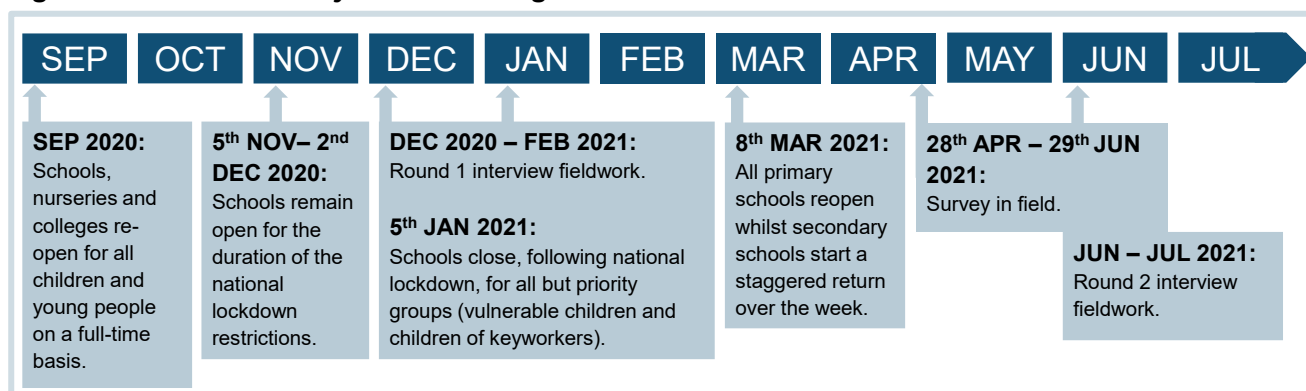 SEP OCT NOV DEC JAN FEB MAR APR MAY JUN JUL
SEP 2020:
Schools,
nurseries and
colleges re-
open for all
children and
young people
on a full-time
basis.
5th NOV– 2nd
DEC 2020:
Schools remain
open for the
duration of the
national
lockdown
restrictions.
DEC 2020 – FEB 2021:
Round 1 interview fieldwork.
5th JAN 2021:
Schools close, following national
lockdown, for all but priority
groups (vulnerable children and
children of keyworkers).
8th MAR 2021:
All primary
schools reopen
whilst secondary
schools start a
staggered return
over the week.
28th APR – 29th JUN
2021:
Survey in field.
JUN – JUL 2021:
Round 2 interview
fieldwork.